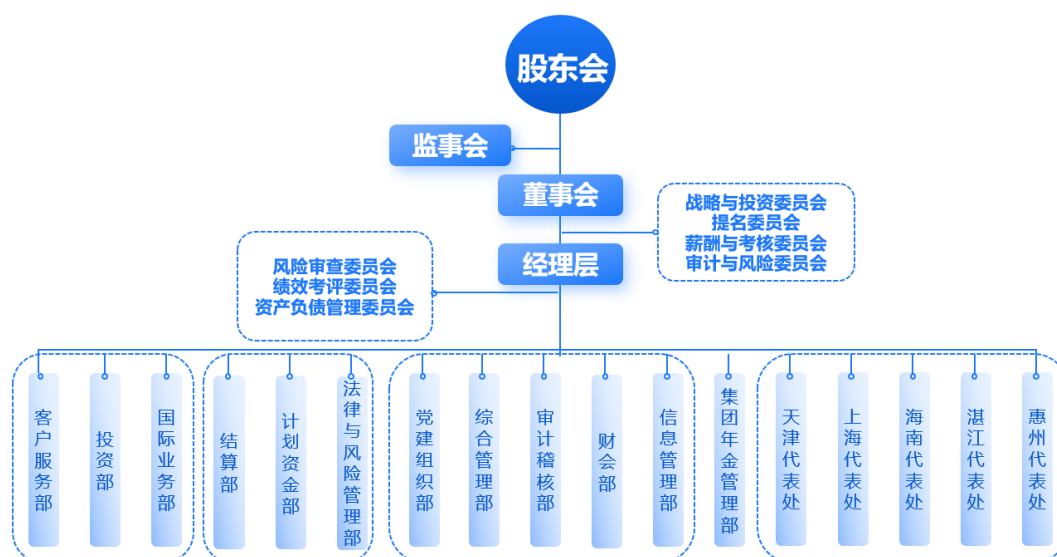 股东会
监事会
董事会
战略与投资委员会
提名委员会
薪酬与考核委员会
审计与风险委员会
经理层
风险审查委员会
绩效考评委员会
资产负债管理委员会
客户服务部
投资部
国际业务部
结算部
计划资金部
法律与风险管理部
党建组织部
综合管理部
审计稽核部
财会部
信息管理部
集团年金管理部
天津代表处
上海代表处
海南代表处
湛江代表处
惠州代表处